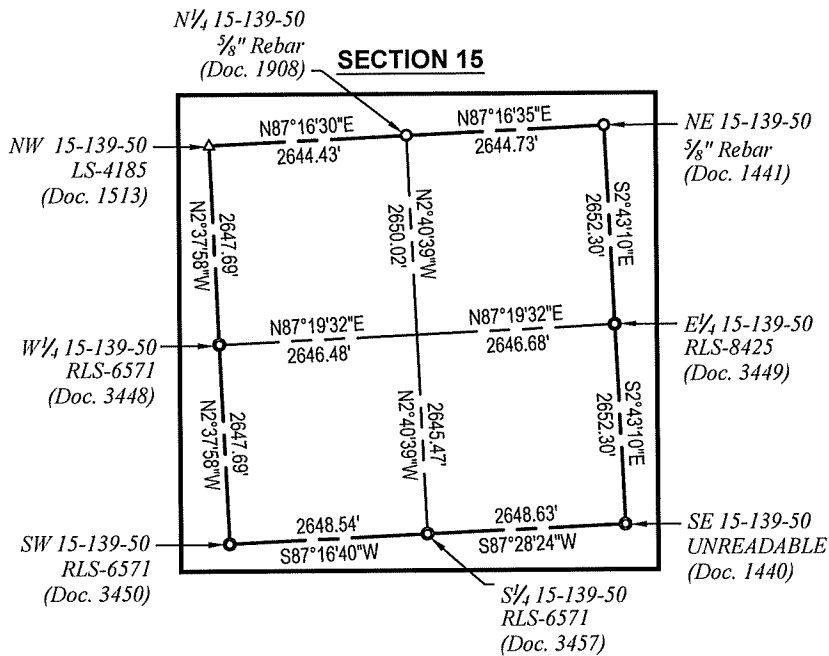 N¼ 15-139-50
⅝" Rebar
(Doc. 1908)
SECTION 15
NW 15-139-50
LS-4185
(Doc. 1513)
N87°16'30"E
2644.43'
N87°16'35"E
2644.73'
NE 15-139-50
⅝" Rebar
(Doc. 1441)
2647.69'
N2°37'58"W
N2°40'39"W
2650.02'
S2°43'10"E
2652.30'
W¼ 15-139-50
RLS-6571
(Doc. 3448)
N87°19'32"E
2646.48'
N87°19'32"E
2646.68'
E¼ 15-139-50
RLS-8425
(Doc. 3449)
2647.69'
N2°37'58"W
2645.47'
N2°40'39"W
S2°43'10"E
2652.30'
SW 15-139-50
RLS-6571
(Doc. 3450)
2648.54'
S87°16'40"W
2648.63'
S87°28'24"W
SE 15-139-50
UNREADABLE
(Doc. 1440)
S¼ 15-139-50
RLS-6571
(Doc. 3457)